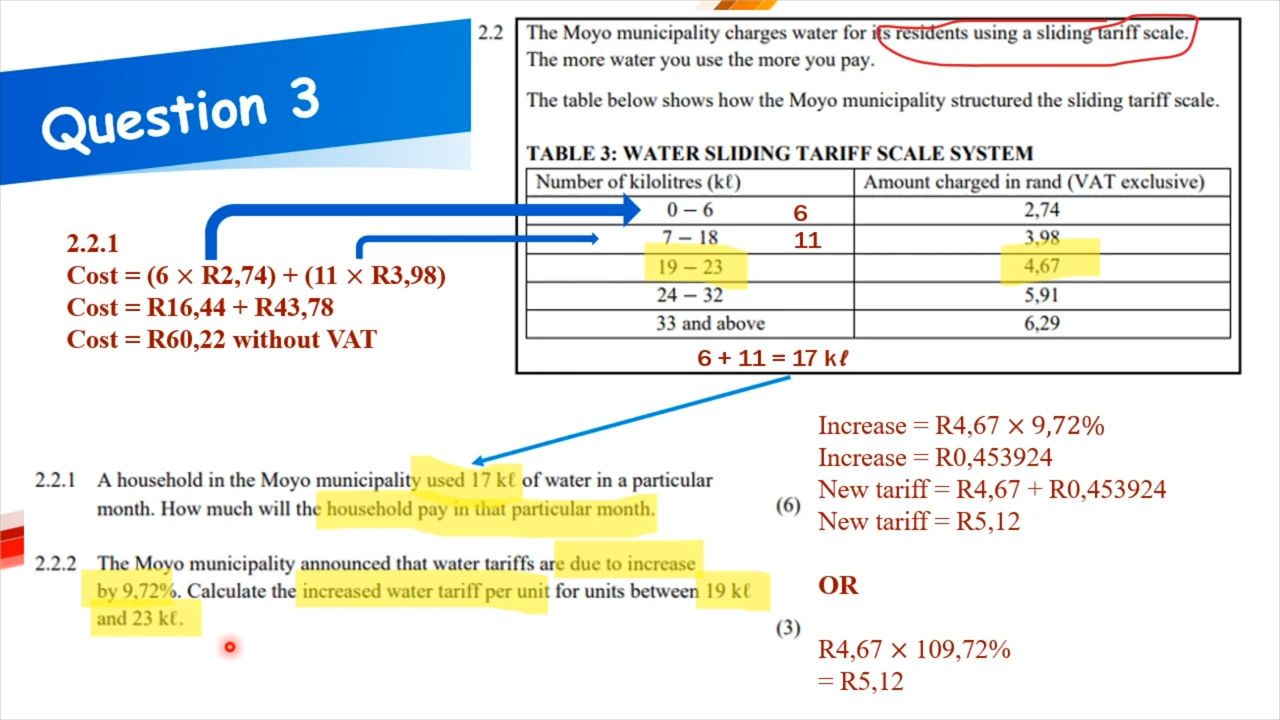 Question 3
2.2 The Moyo municipality charges water for its residents using a sliding tariff scale.
The more water you use the more you pay.
The table below shows how the Moyo municipality structured the sliding tariff scale.
TABLE 3: WATER SLIDING TARIFF SCALE SYSTEM
Number of kilolitres (kℓ) Amount charged in rand (VAT exclusive)
0 – 6 6 2,74
7 – 18 11 3,98
19 – 23 4,67
24 – 32 5,91
33 and above 6,29
6 + 11 = 17 kℓ
2.2.1
Cost = (6 × R2,74) + (11 × R3,98)
Cost = R16,44 + R43,78
Cost = R60,22 without VAT
2.2.1 A household in the Moyo municipality used 17 kℓ of water in a particular
month. How much will the household pay in that particular month. (6)
2.2.2 The Moyo municipality announced that water tariffs are due to increase
by 9,72%. Calculate the increased water tariff per unit for units between 19 kℓ
and 23 kℓ. (3)
Increase = R4,67 × 9,72%
Increase = R0,453924
New tariff = R4,67 + R0,453924
New tariff = R5,12
OR
R4,67 × 109,72%
= R5,12